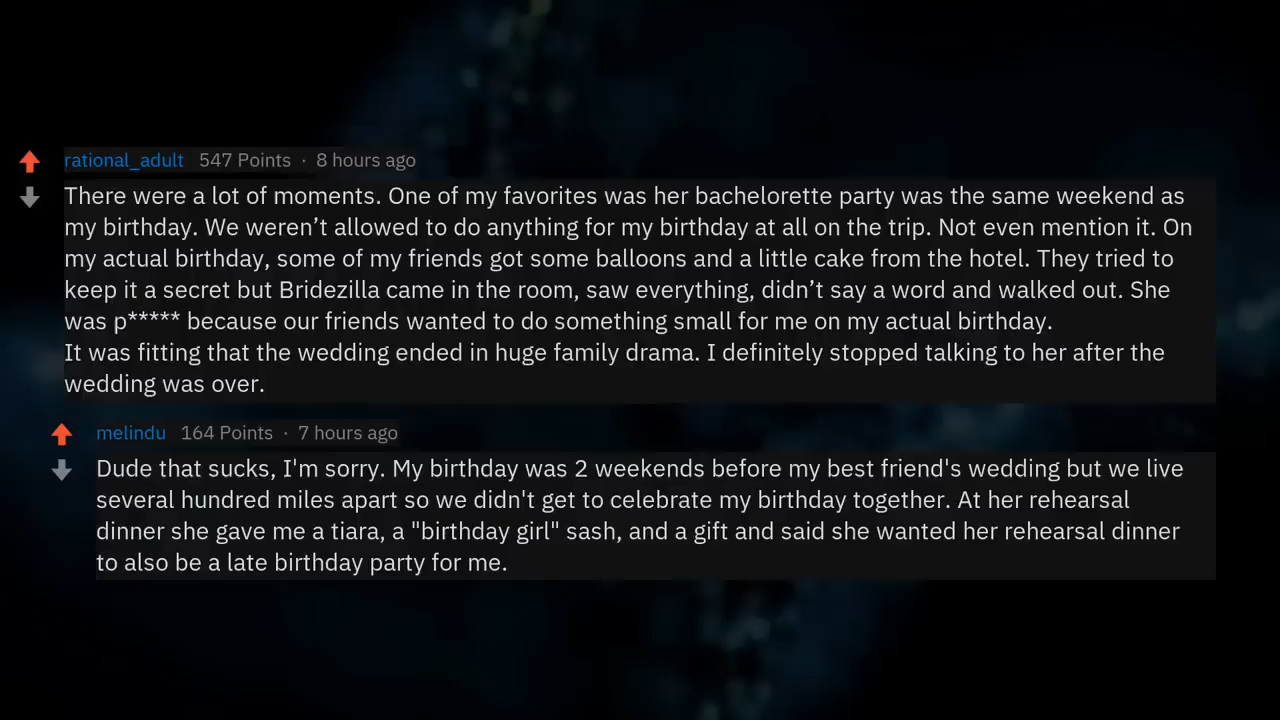 rational_adult 547 Points · 8 hours ago
There were a lot of moments. One of my favorites was her bachelorette party was the same weekend as
my birthday. We weren’t allowed to do anything for my birthday at all on the trip. Not even mention it. On
my actual birthday, some of my friends got some balloons and a little cake from the hotel. They tried to
keep it a secret but Bridezilla came in the room, saw everything, didn’t say a word and walked out. She
was p***** because our friends wanted to do something small for me on my actual birthday.
It was fitting that the wedding ended in huge family drama. I definitely stopped talking to her after the
wedding was over.
melindu 164 Points · 7 hours ago
Dude that sucks, I'm sorry. My birthday was 2 weekends before my best friend's wedding but we live
several hundred miles apart so we didn't get to celebrate my birthday together. At her rehearsal
dinner she gave me a tiara, a "birthday girl" sash, and a gift and said she wanted her rehearsal dinner
to also be a late birthday party for me.